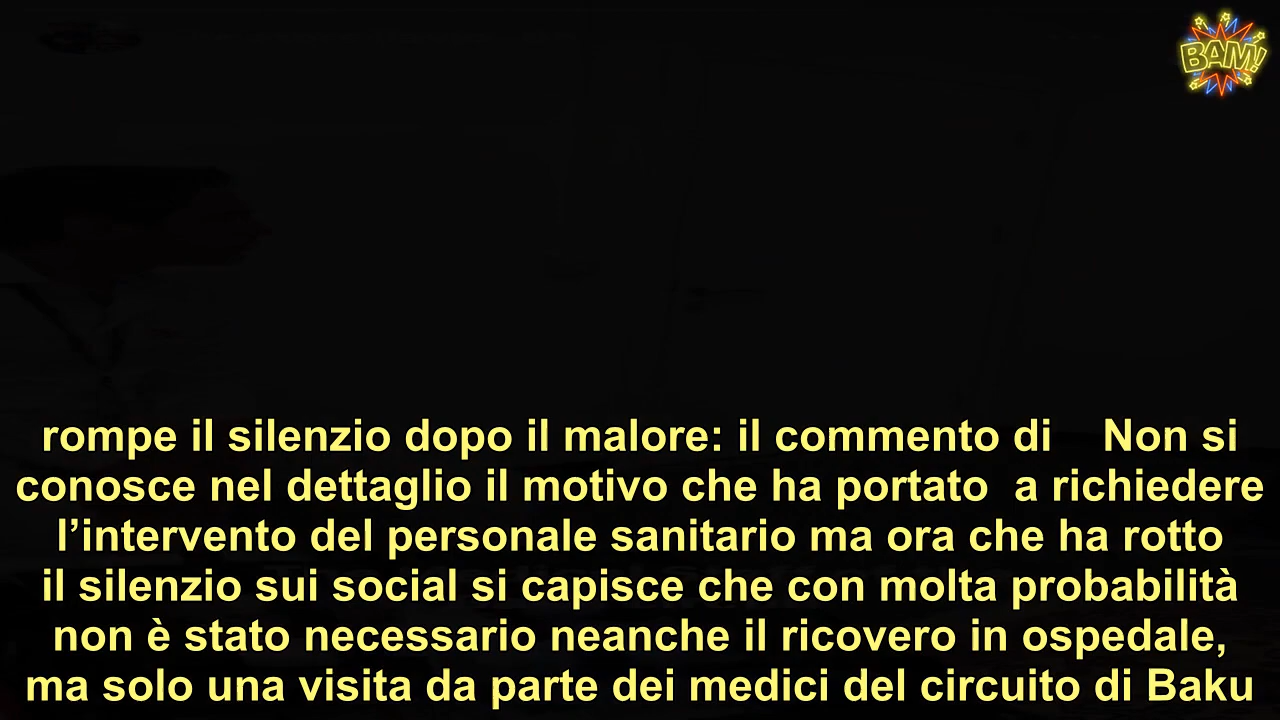 BAM!
rompe il silenzio dopo il malore: il commento di    Non si
conosce nel dettaglio il motivo che ha portato  a richiedere
l’intervento del personale sanitario ma ora che ha rotto
il silenzio sui social si capisce che con molta probabilità
non è stato necessario neanche il ricovero in ospedale,
ma solo una visita da parte dei medici del circuito di Baku